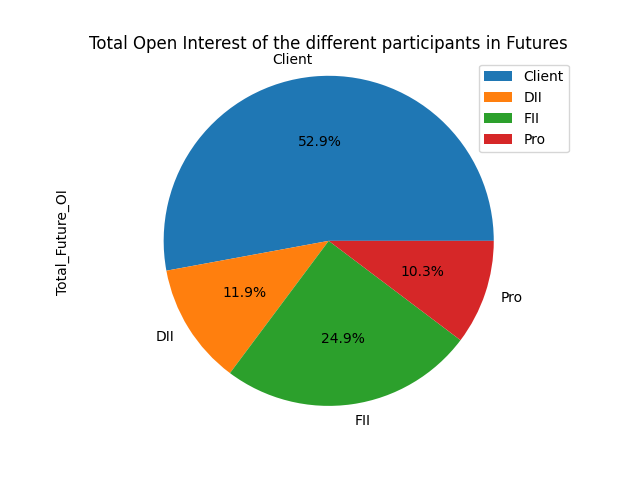 Total Open Interest of the different participants in Futures
Client
Client
DII
FII
Pro
52.9%
Total_Future_OI
10.3%
11.9%
Pro
DII
24.9%
FII